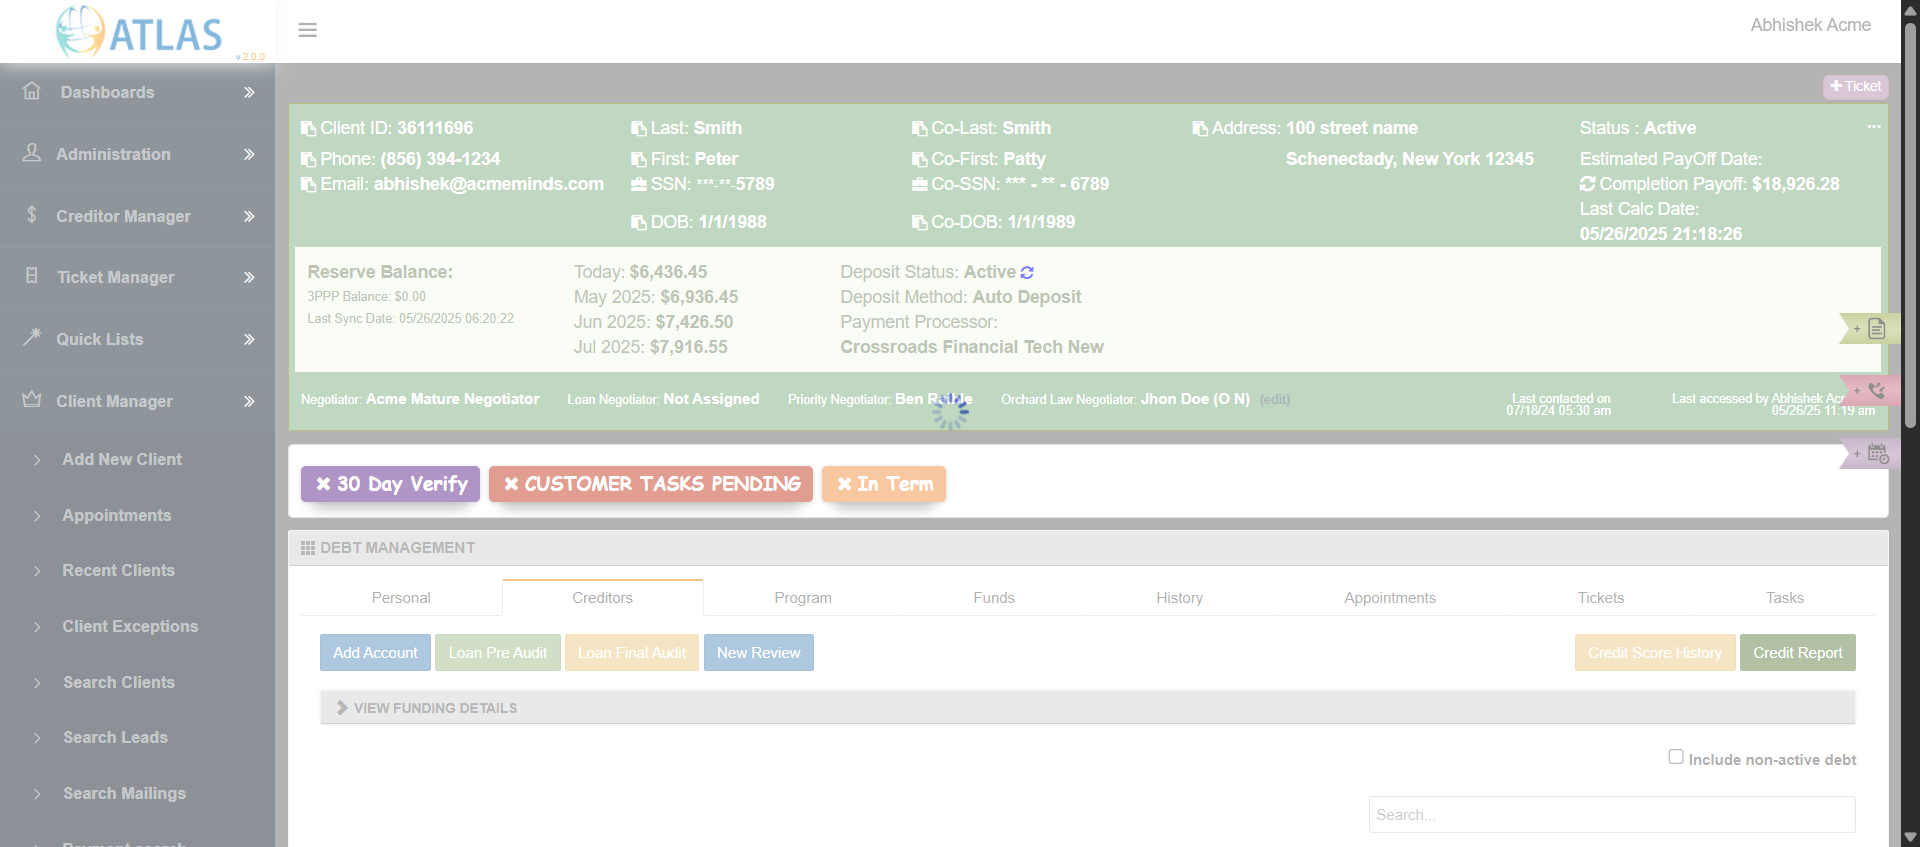 ATLAS
v 2.0.0
Abhishek Acme
Dashboards
Administration
Creditor Manager
Ticket Manager
Quick Lists
Client Manager
Add New Client
Appointments
Recent Clients
Client Exceptions
Search Clients
Search Leads
Search Mailings
Payment search
+ Ticket
Client ID: 36111696
Phone: (856) 394-1234
Email: abhishek@acmeminds.com
Last: Smith
First: Peter
SSN: ***-**-5789
DOB: 1/1/1988
Co-Last: Smith
Co-First: Patty
Co-SSN: *** - ** - 6789
Co-DOB: 1/1/1989
Address: 100 street name
Schenectady, New York 12345
Status : Active
...
Estimated PayOff Date:
Completion Payoff: $18,926.28
Last Calc Date:
05/26/2025 21:18:26
Reserve Balance:
3PPP Balance: $0.00
Last Sync Date: 05/26/2025 06:20:22
Today: $6,436.45
May 2025: $6,936.45
Jun 2025: $7,426.50
Jul 2025: $7,916.55
Deposit Status: Active
Deposit Method: Auto Deposit
Payment Processor:
Crossroads Financial Tech New
Negotiator: Acme Mature Negotiator
Loan Negotiator: Not Assigned
Priority Negotiator: Ben
Orchard Law Negotiator: Jhon Doe (O N) (edit)
Last contacted on
07/18/24 05:30 am
Last accessed by Abhishek
05/26/25 11:19 am
+
+
+
30 Day Verify
CUSTOMER TASKS PENDING
In Term
DEBT MANAGEMENT
Personal
Creditors
Program
Funds
History
Appointments
Tickets
Tasks
Add Account
Loan Pre Audit
Loan Final Audit
New Review
Credit Score History
Credit Report
VIEW FUNDING DETAILS
Include non-active debt
Search...